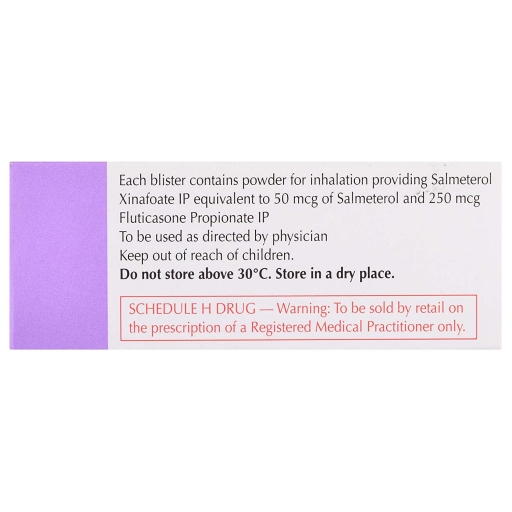 Each blister contains powder for inhalation providing Salmeterol
Xinafoate IP equivalent to 50 mcg of Salmeterol and 250 mcg
Fluticasone Propionate IP
To be used as directed by physician
Keep out of reach of children.
Do not store above 30°C. Store in a dry place.
SCHEDULE H DRUG — Warning: To be sold by retail on
the prescription of a Registered Medical Practitioner only.